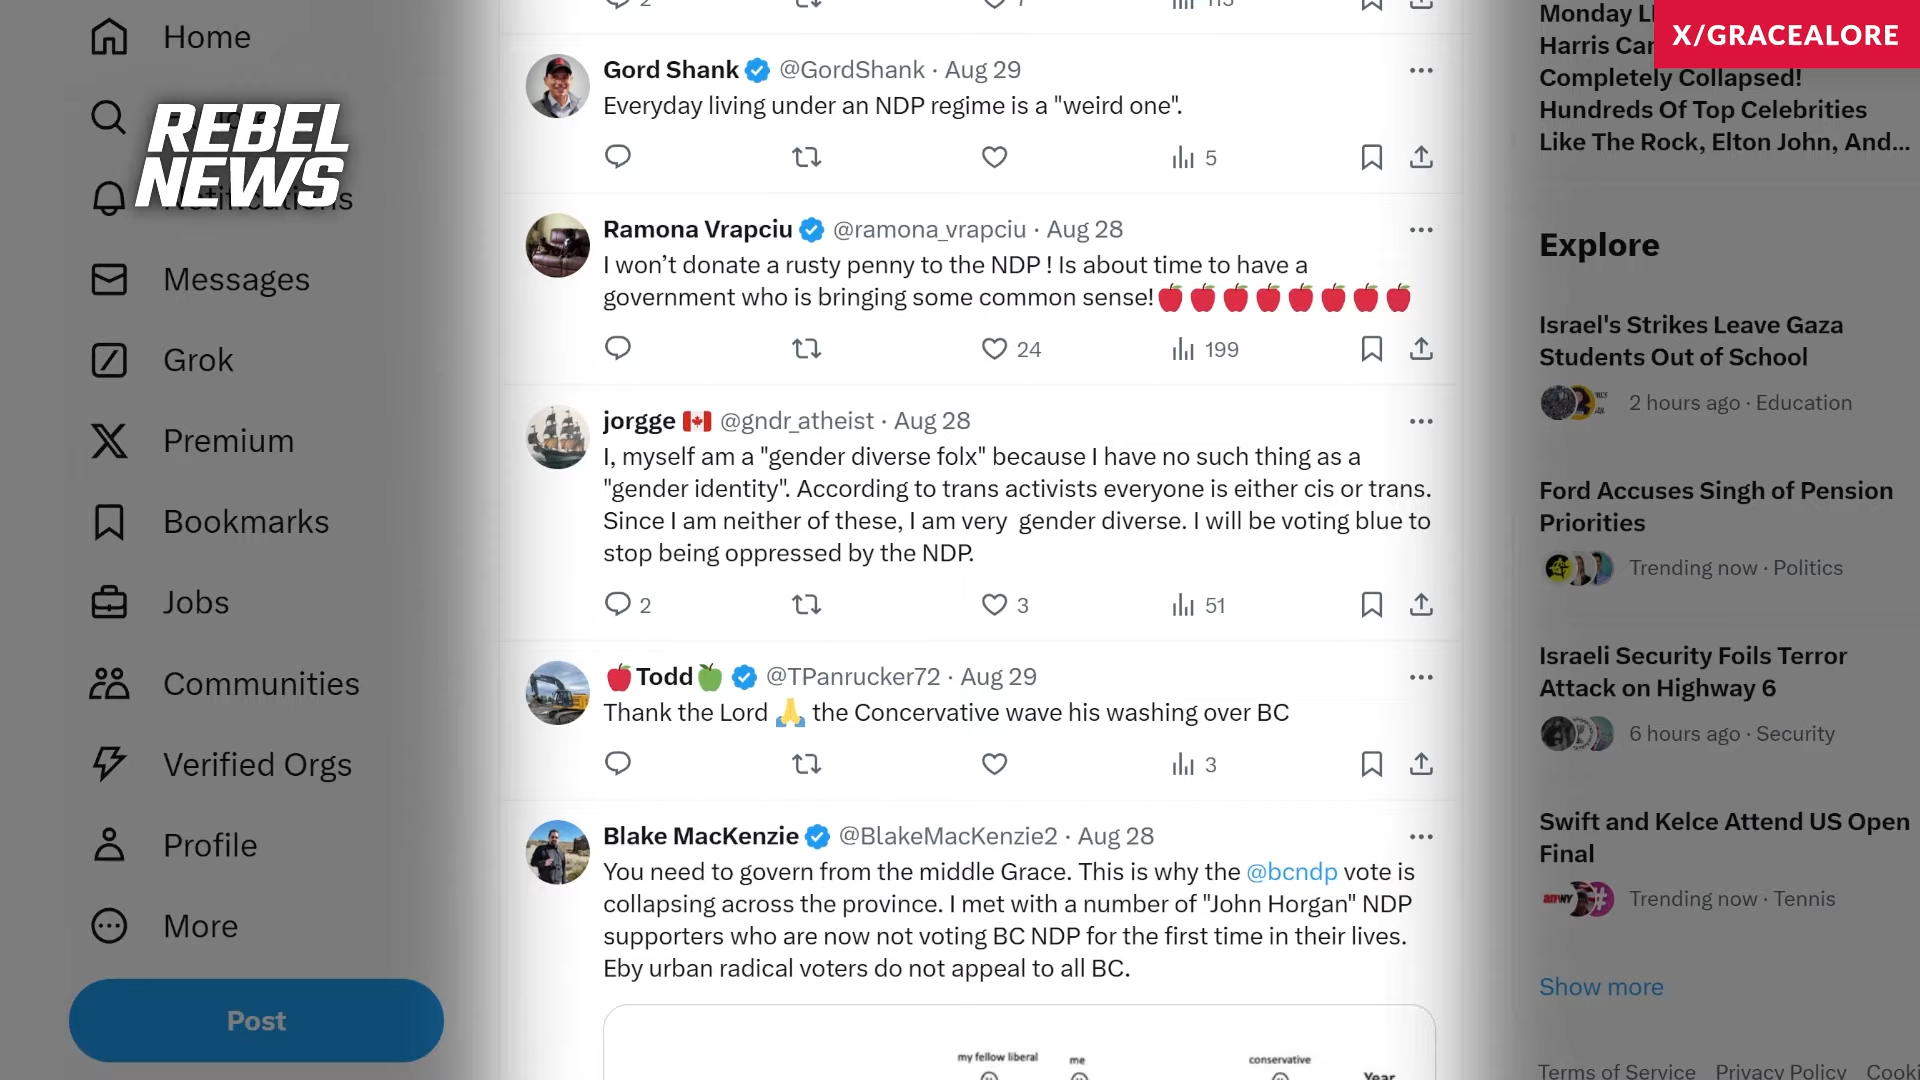 Home
REBEL
NEWS
Notifications
Messages
Grok
Premium
Bookmarks
Jobs
Communities
Verified Orgs
Profile
More
Post
2
7
113
Gord Shank @GordShank · Aug 29
Everyday living under an NDP regime is a "weird one".
5
Ramona Vrapciu @ramona_vrapciu · Aug 28
I won’t donate a rusty penny to the NDP ! Is about time to have a
government who is bringing some common sense!🍎🍎🍎🍎🍎🍎🍎🍎
24
199
jorgge 🇨🇦 @gndr_atheist · Aug 28
I, myself am a "gender diverse folx" because I have no such thing as a
"gender identity". According to trans activists everyone is either cis or trans.
Since I am neither of these, I am very gender diverse. I will be voting blue to
stop being oppressed by the NDP.
2
3
51
🍎Todd🍏 @TPanrucker72 · Aug 29
Thank the Lord 🙏 the Concervative wave his washing over BC
3
Blake MacKenzie @BlakeMacKenzie2 · Aug 28
You need to govern from the middle Grace. This is why the @bcndp vote is
collapsing across the province. I met with a number of "John Horgan" NDP
supporters who are now not voting BC NDP for the first time in their lives.
Eby urban radical voters do not appeal to all BC.
my fellow liberal
me
conservative
Year
X/GRACEALORE
Monday
Harris
Completely Collapsed!
Hundreds Of Top Celebrities
Like The Rock, Elton John, And...
Explore
Israel's Strikes Leave Gaza
Students Out of School
2 hours ago · Education
Ford Accuses Singh of Pension
Priorities
Trending now · Politics
Israeli Security Foils Terror
Attack on Highway 6
6 hours ago · Security
Swift and Kelce Attend US Open
Final
Trending now · Tennis
Show more
Terms of Service Privacy Policy